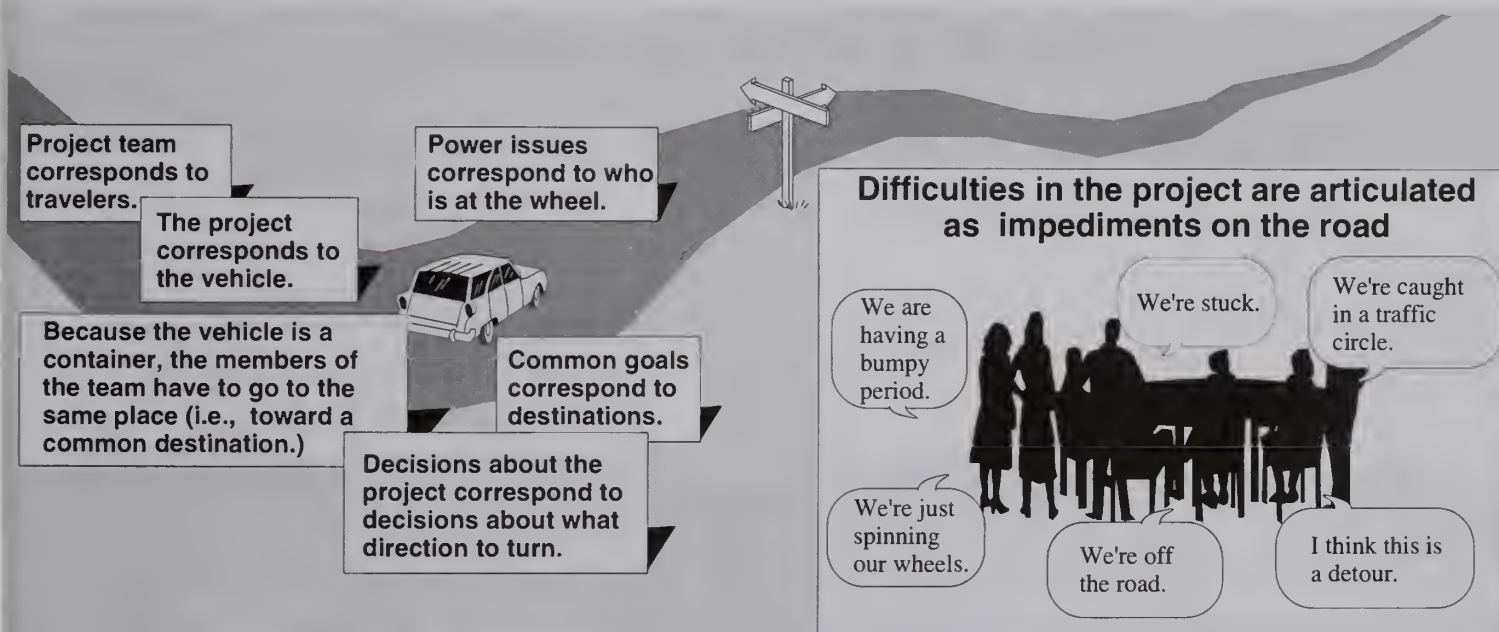 Project team
corresponds to
travelers.
The project
corresponds to
the vehicle.
Power issues
correspond to who
is at the wheel.
Because the vehicle is a
container, the members of
the team have to go to the
same place (i.e., toward a
common destination.)
Common goals
correspond to
destinations.
Decisions about the
project correspond to
decisions about what
direction to turn.
Difficulties in the project are articulated
as impediments on the road
We are
having a
bumpy
period.
We're stuck.
We're caught
in a traffic
circle.
We're just
spinning
our wheels.
We're off
the road.
I think this is
a detour.